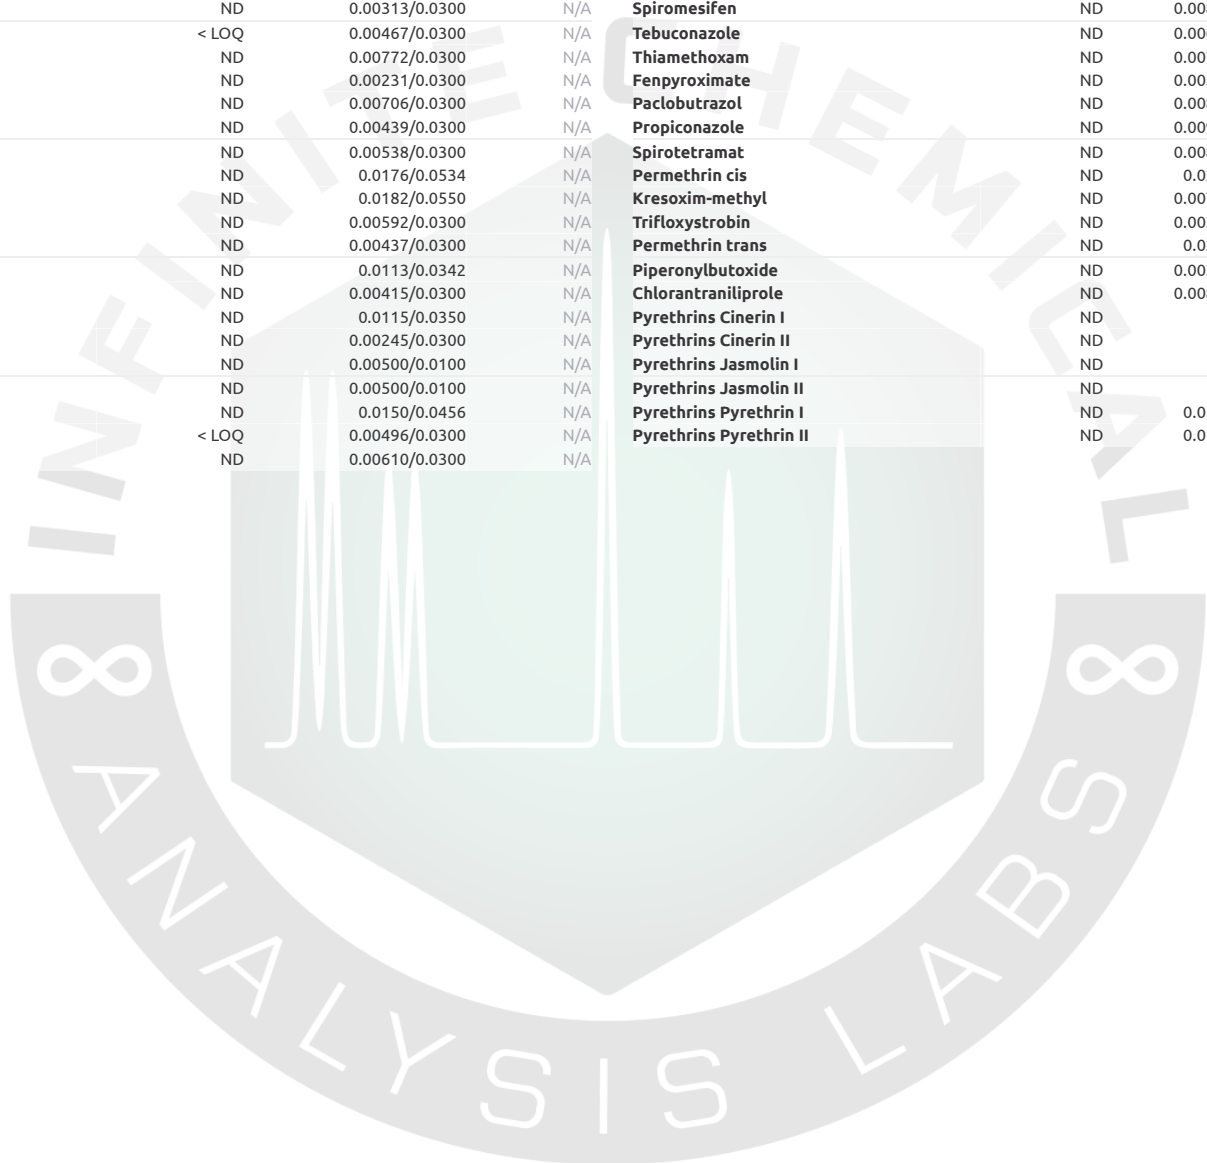 ND 0.00313/0.0300 N/A Spiromesifen ND
< LOQ 0.00467/0.0300 N/A Tebuconazole ND
ND 0.00772/0.0300 N/A Thiamethoxam ND
ND 0.00231/0.0300 N/A Fenpyroximate ND
ND 0.00706/0.0300 N/A Paclobutrazol ND
ND 0.00439/0.0300 N/A Propiconazole ND
ND 0.00538/0.0300 N/A Spirotetramat ND
ND 0.0176/0.0534 N/A Permethrin cis ND
ND 0.0182/0.0550 N/A Kresoxim-methyl ND
ND 0.00592/0.0300 N/A Trifloxystrobin ND
ND 0.00437/0.0300 N/A Permethrin trans ND
ND 0.0113/0.0342 N/A Piperonylbutoxide ND
ND 0.00415/0.0300 N/A Chlorantraniliprole ND
ND 0.0115/0.0350 N/A Pyrethrins Cinerin I ND
ND 0.00245/0.0300 N/A Pyrethrins Cinerin II ND
ND 0.00500/0.0100 N/A Pyrethrins Jasmolin I ND
ND 0.00500/0.0100 N/A Pyrethrins Jasmolin II ND
ND 0.0150/0.0456 N/A Pyrethrins Pyrethrin I ND 0.0
< LOQ 0.00496/0.0300 N/A Pyrethrins Pyrethrin II ND 0.0
ND 0.00610/0.0300 N/A
INFINITE CHEMICAL
∞ ANALYSIS LABS ∞